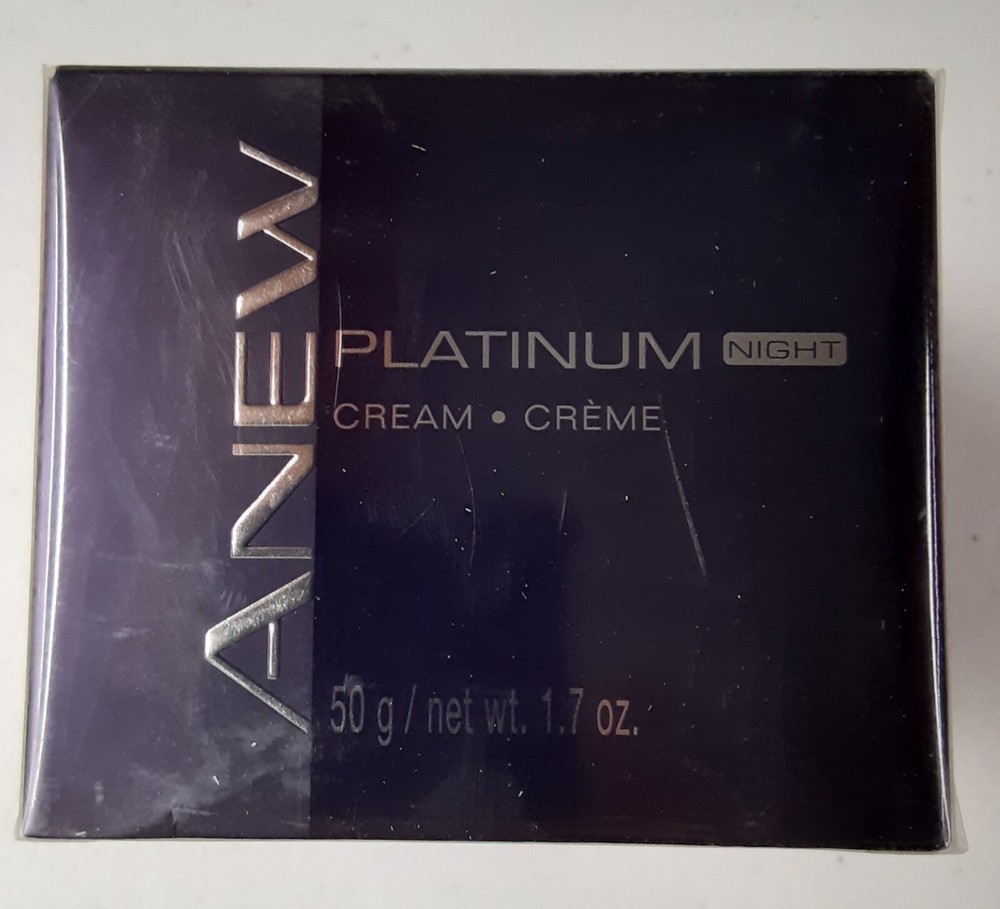 ANEW
PLATINUM NIGHT
CREAM • CRÈME
50 g / net wt. 1.7 oz.